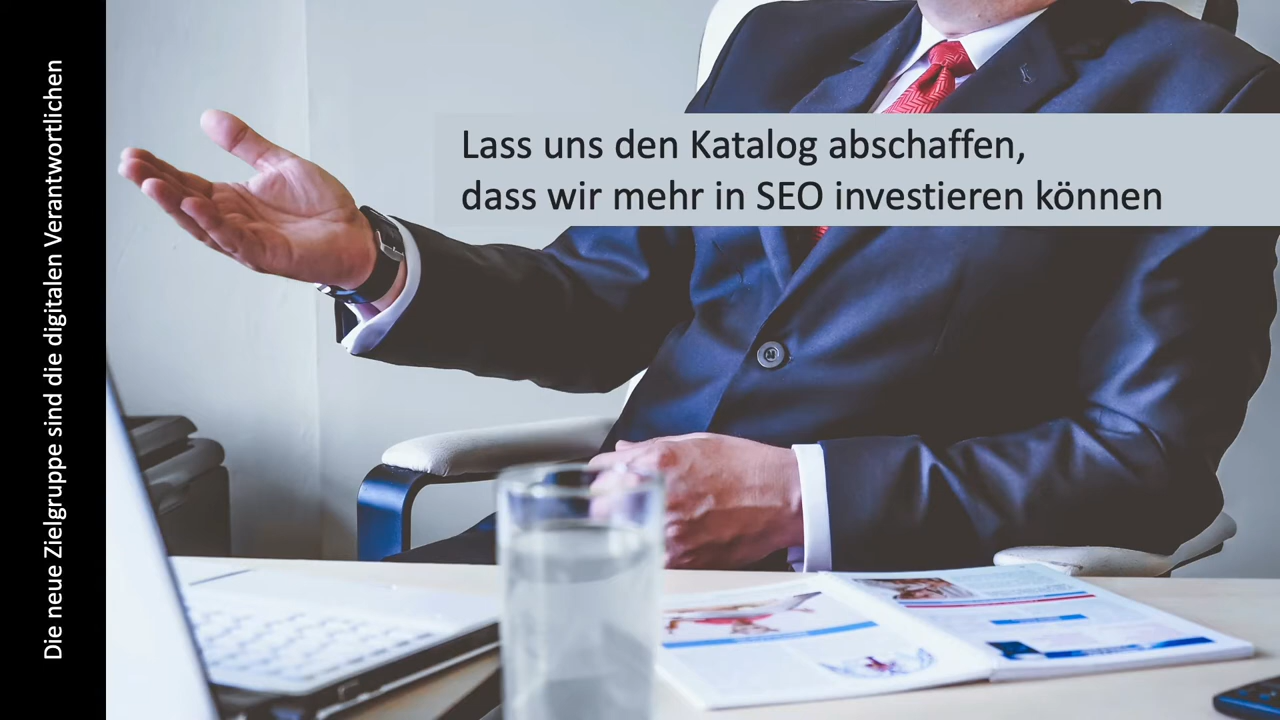 Die neue Zielgruppe sind die digitalen Verantwortlichen
Lass uns den Katalog abschaffen,
dass wir mehr in SEO investieren können